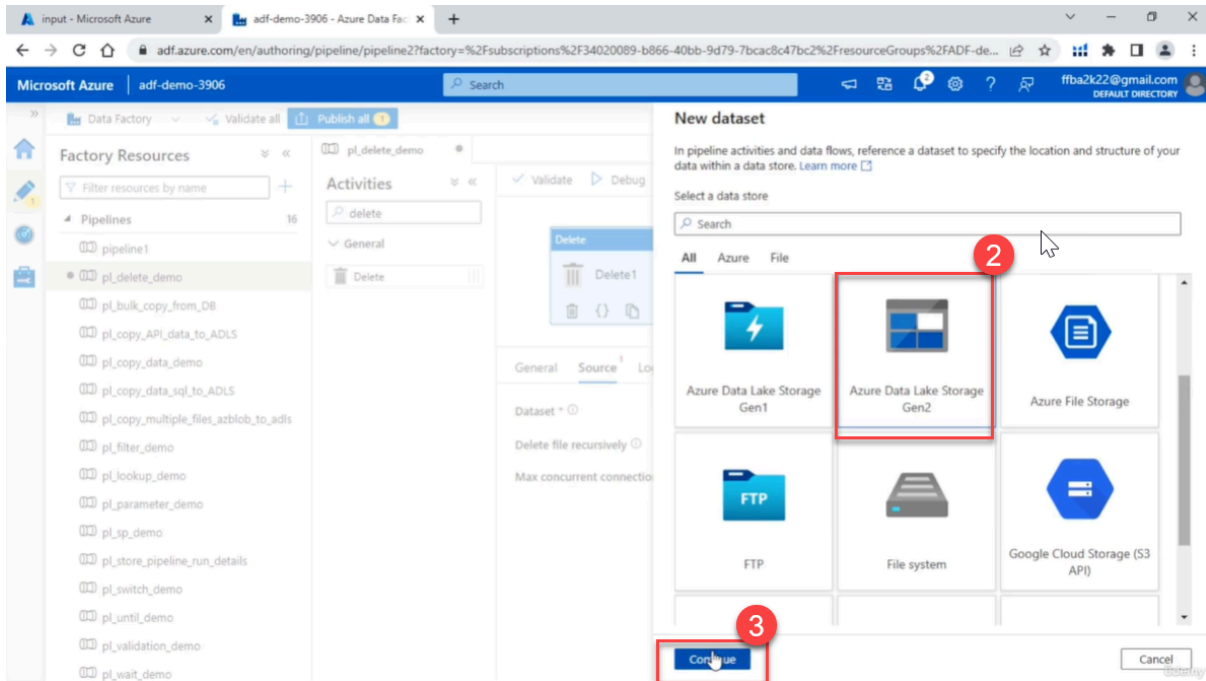 input - Microsoft Azure
adf-demo-3906 - Azure Data Fac
adf.azure.com/en/authoring/pipeline/pipeline2?factory=%2Fsubscriptions%2F34020089-b866-40bb-9d79-7bcac8c47bc2%2FresourceGroups%2FADF-de...
Microsoft Azure
adf-demo-3906
Search
2
ffba2k22@gmail.com
DEFAULT DIRECTORY
Data Factory
Validate all
Publish all 1
Factory Resources
Filter resources by name
1
Pipelines 16
pipeline1
pl_delete_demo
pl_bulk_copy_from_DB
pl_copy_API_data_to_ADLS
pl_copy_data_demo
pl_copy_data_sql_to_ADLS
pl_copy_multiple_files_azblob_to_adls
pl_filter_demo
pl_lookup_demo
pl_parameter_demo
pl_sp_demo
pl_store_pipeline_run_details
pl_switch_demo
pl_until_demo
pl_validation_demo
pl_wait_demo
pl_delete_demo
Activities
delete
General
Delete
Validate Debug
Delete
Delete1
General Source 1 Lo
Dataset *
Delete file recursively
Max concurrent connectio
New dataset
In pipeline activities and data flows, reference a dataset to specify the location and structure of your
data within a data store. Learn more
Select a data store
Search
All Azure File
2
Azure Data Lake Storage
Gen1
Azure Data Lake Storage
Gen2
Azure File Storage
FTP
FTP
File system
Google Cloud Storage (S3
API)
3
Continue
Cancel
Udemy